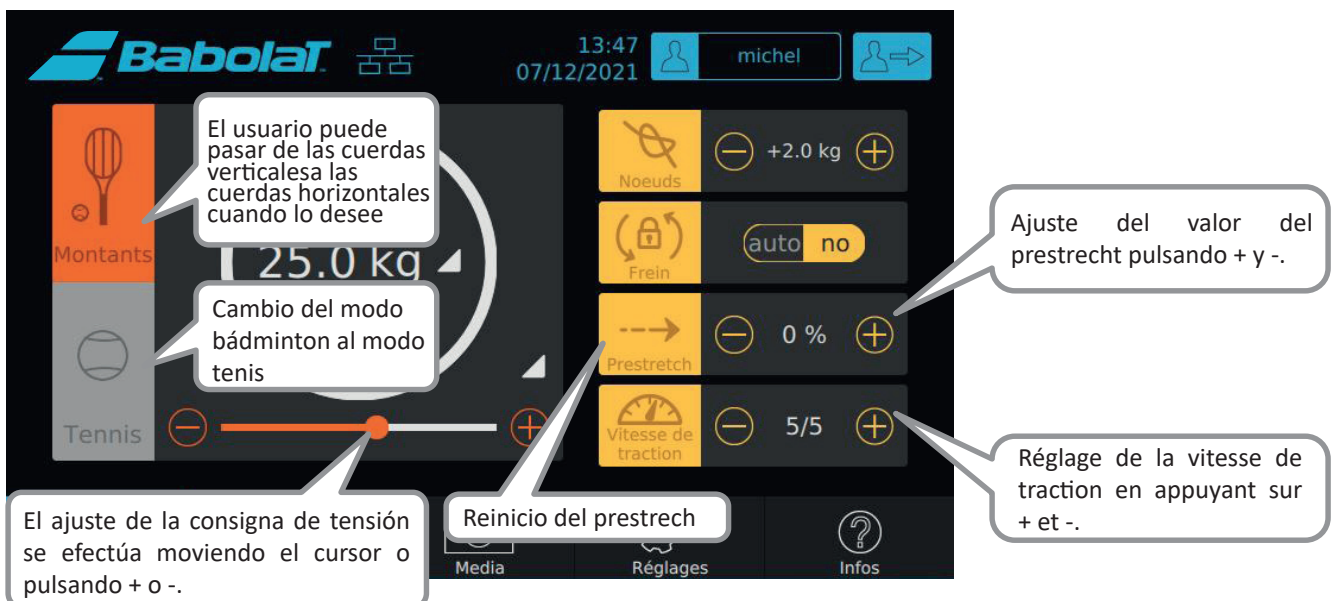 BabolaT
13:47
07/12/2021
michel
El usuario puede
pasar de las cuerdas
verticalesa las
cuerdas horizontales
cuando lo desee
Montants
25.0 kg
Cambio del modo
bádminton al modo
tenis
Tennis
Noeuds
+2.0 kg
Frein
auto no
Prestretch
0 %
Vitesse de
traction
5/5
Ajuste del valor del
prestrecht pulsando + y -.
Réglage de la vitesse de
traction en appuyant sur
+ et -.
El ajuste de la consigna de tensión
se efectúa moviendo el cursor o
pulsando + o -.
Reinicio del prestrech
Media
Réglages
Infos